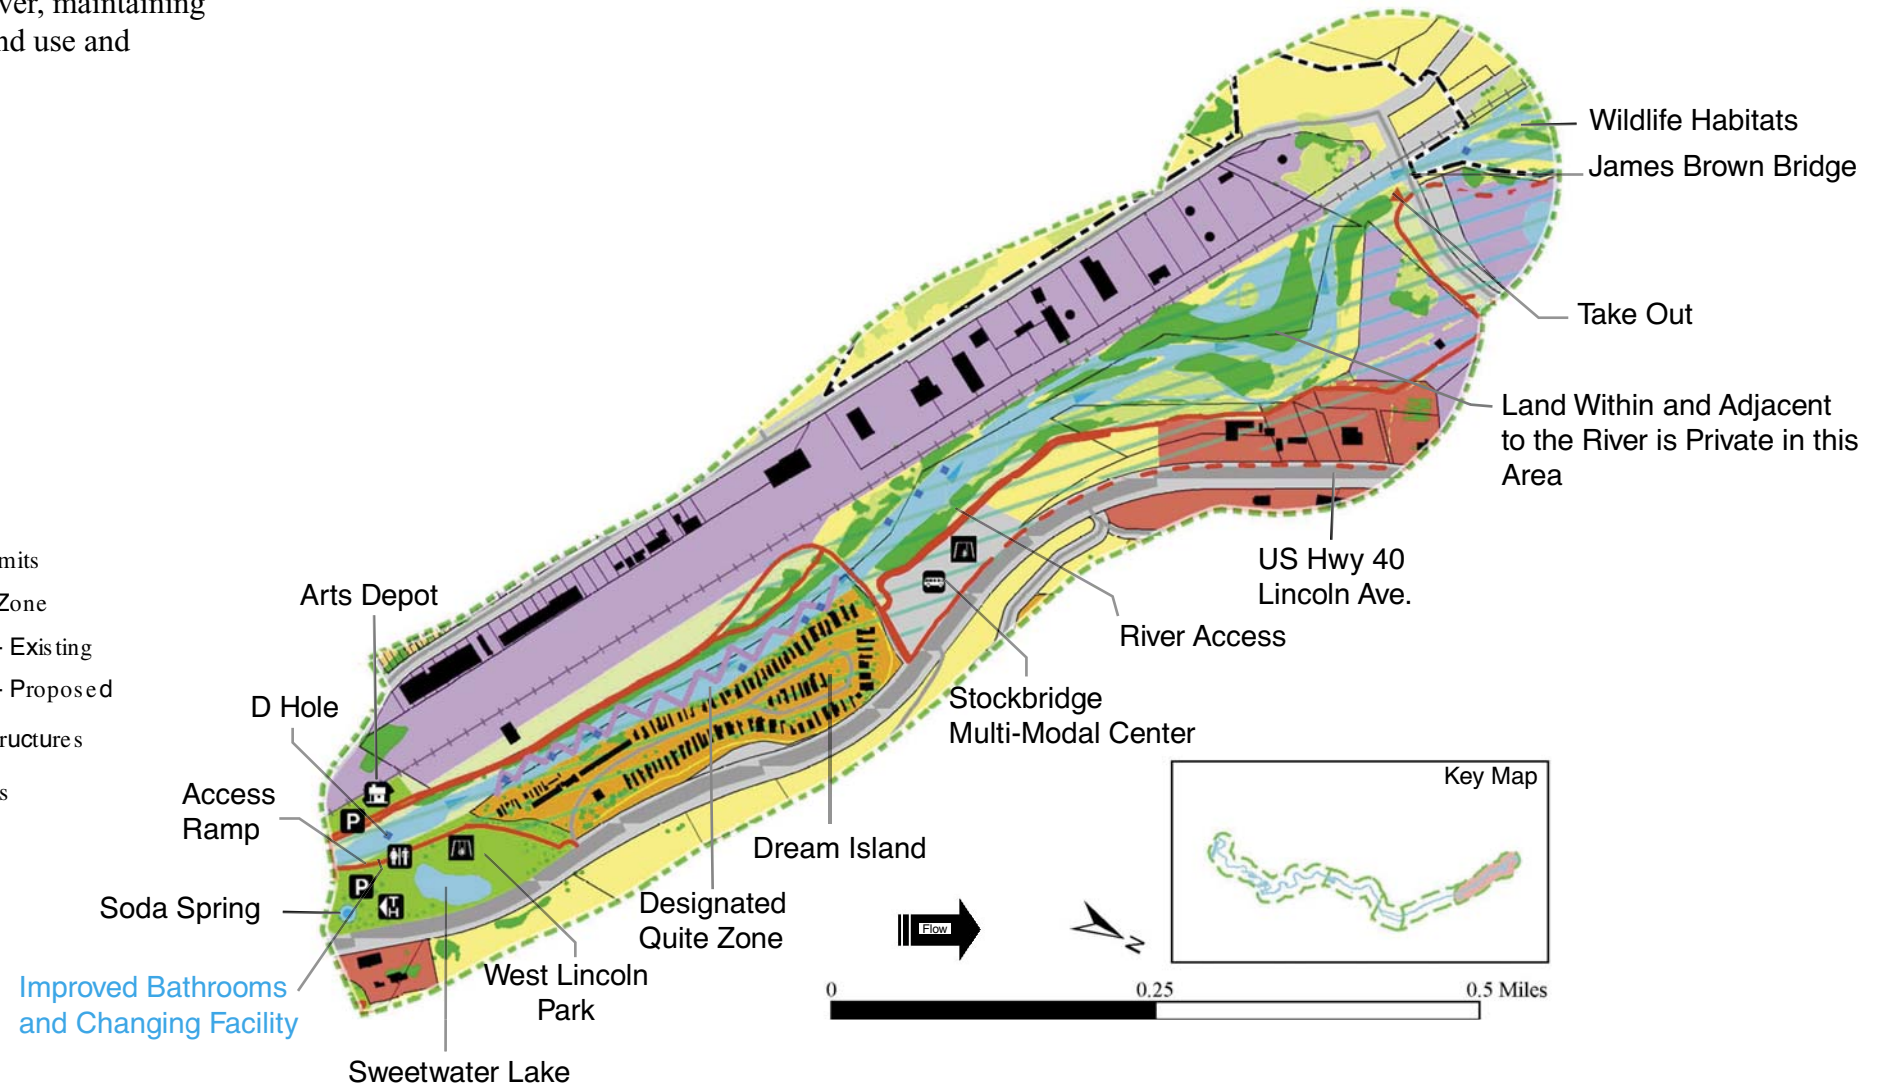 ver, maintaining
nd use and
Wildlife Habitats
James Brown Bridge
Take Out
Land Within and Adjacent
to the River is Private in this
Area
US Hwy 40
Lincoln Ave.
River Access
Stockbridge
Multi-Modal Center
mits
Zone
- Existing
- Proposed
ructures
s
Arts Depot
D Hole
Access
Ramp
P
P
TH
Soda Spring
Improved Bathrooms
and Changing Facility
Sweetwater Lake
West Lincoln
Park
Designated
Quite Zone
Dream Island
Flow
N
Key Map
0 0.25 0.5 Miles